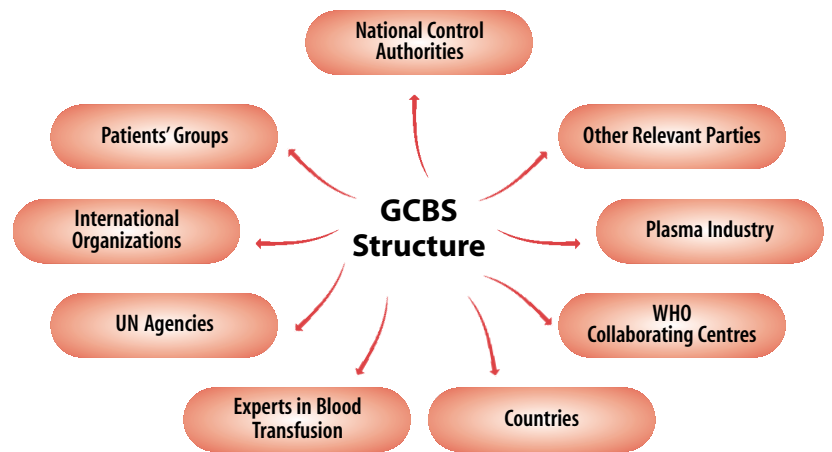 National Control
Authorities
Patients' Groups
Other Relevant Parties
GCBS
Structure
International
Organizations
Plasma Industry
UN Agencies
WHO
Collaborating Centres
Experts in Blood
Transfusion
Countries